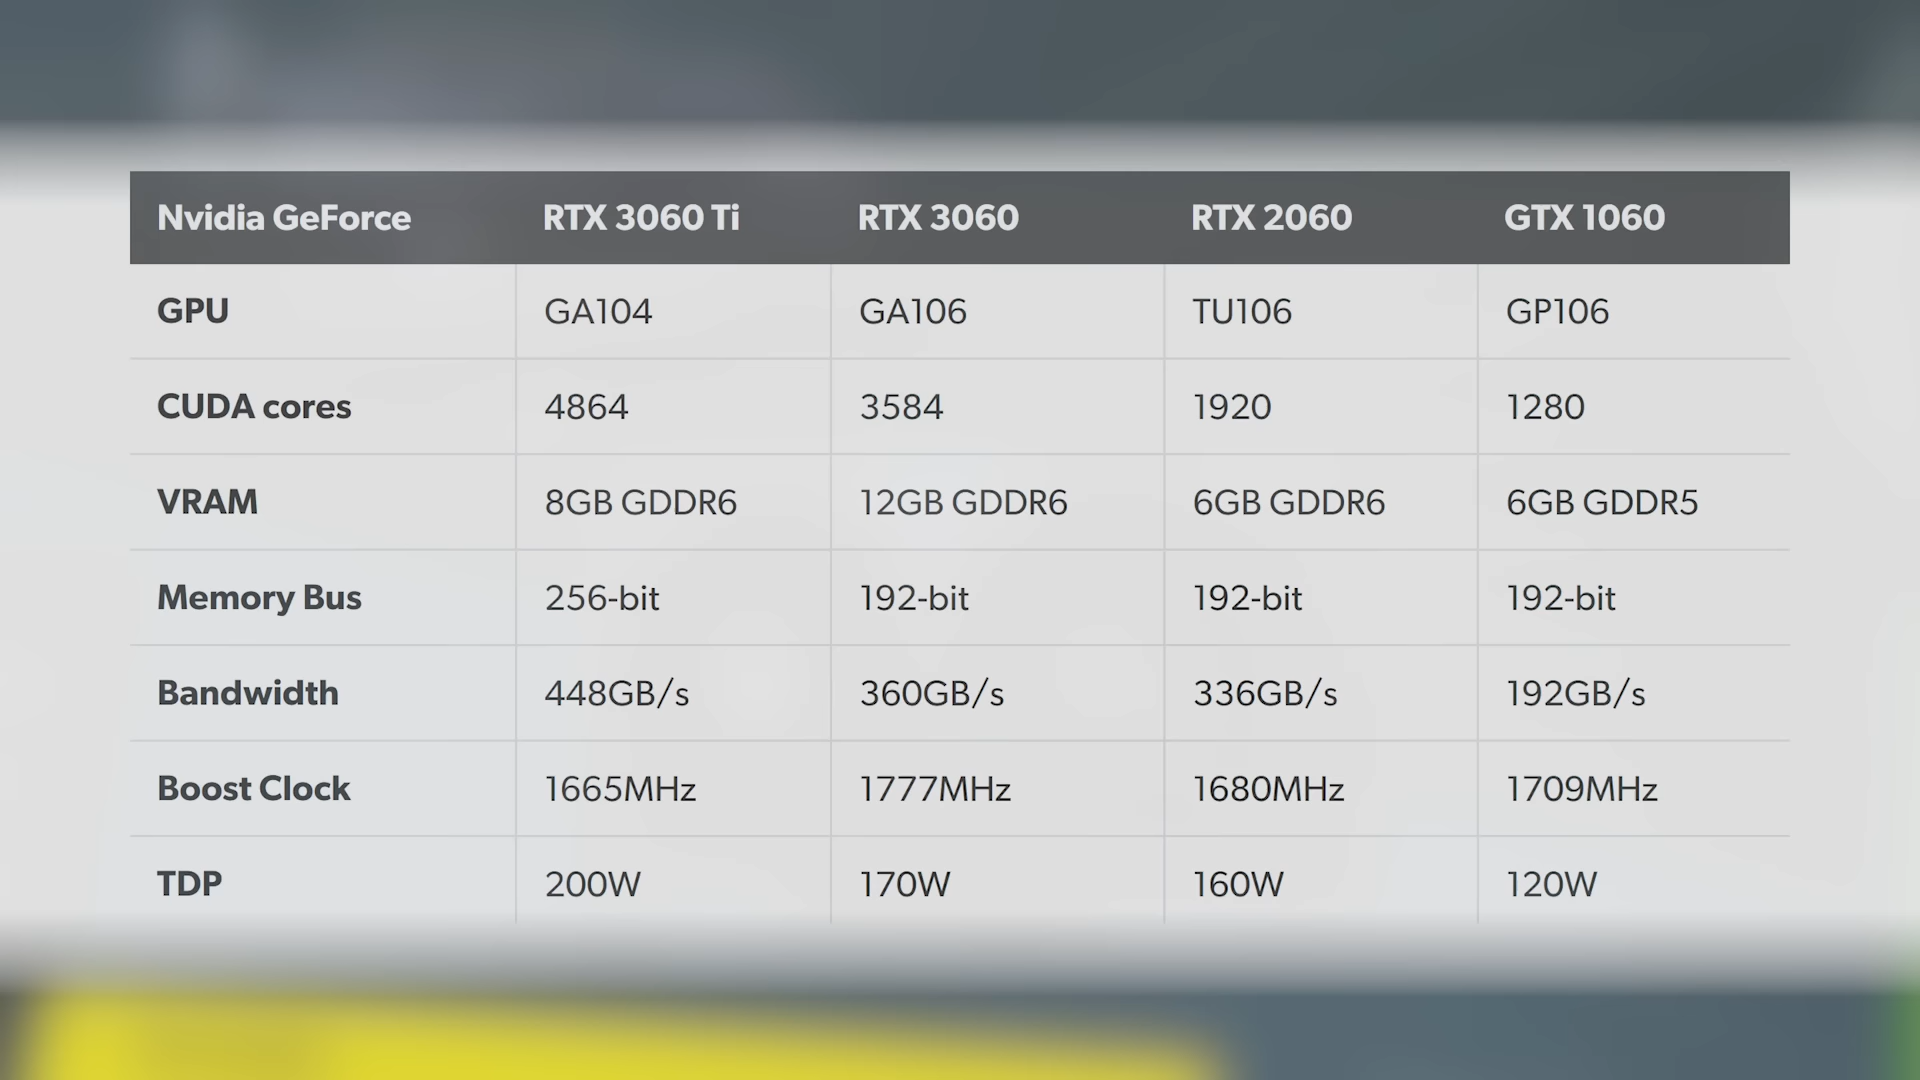 Nvidia GeForce RTX 3060 Ti RTX 3060 RTX 2060 GTX 1060
GPU GA104 GA106 TU106 GP106
CUDA cores 4864 3584 1920 1280
VRAM 8GB GDDR6 12GB GDDR6 6GB GDDR6 6GB GDDR5
Memory Bus 256-bit 192-bit 192-bit 192-bit
Bandwidth 448GB/s 360GB/s 336GB/s 192GB/s
Boost Clock 1665MHz 1777MHz 1680MHz 1709MHz
TDP 200W 170W 160W 120W